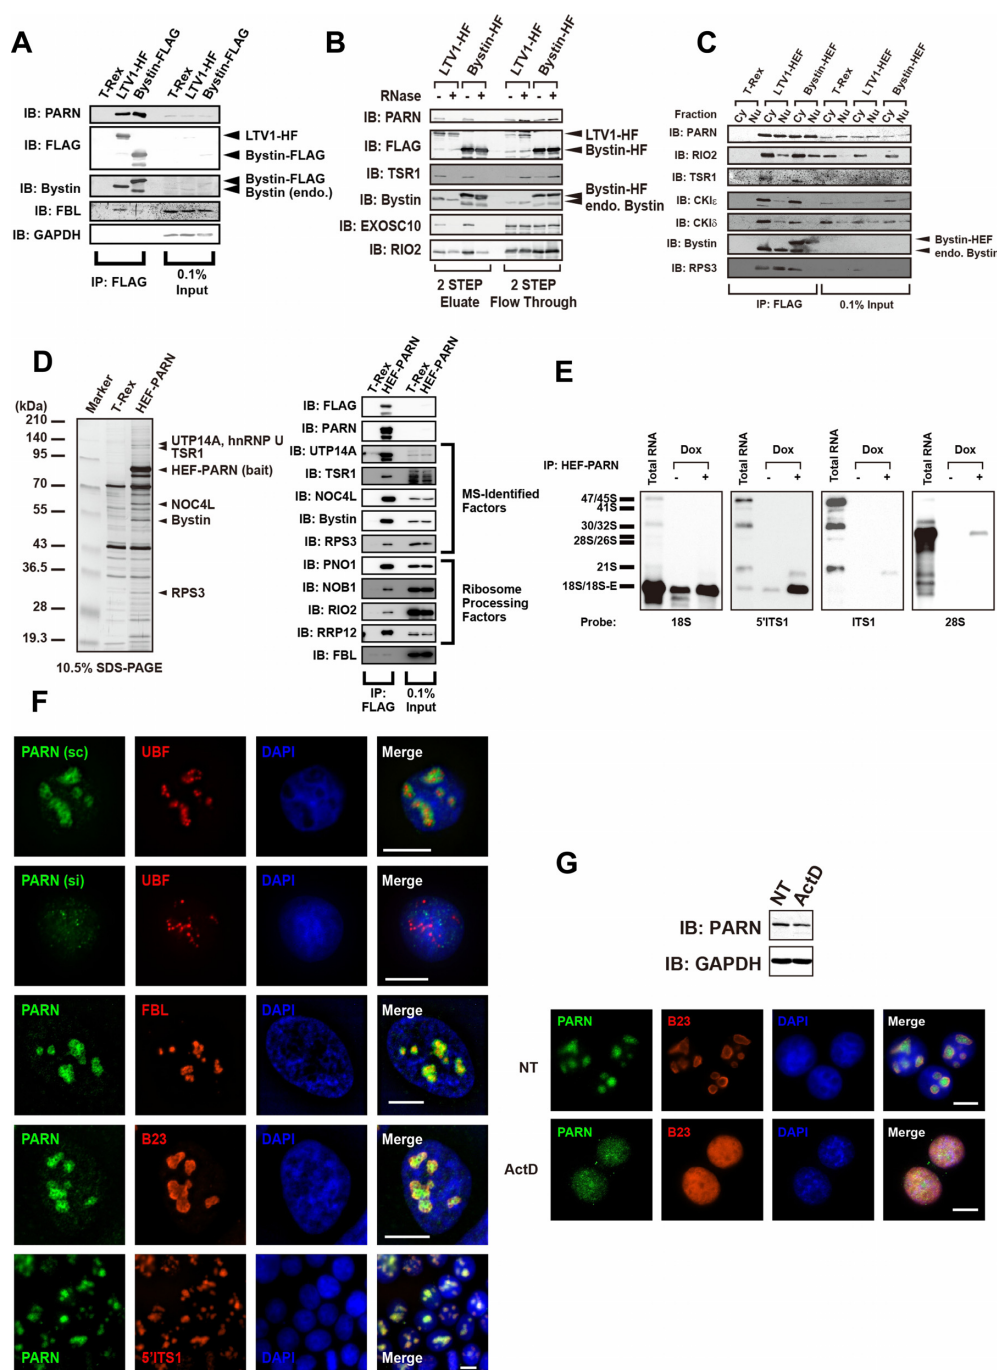 A
T-Rex
LTV1-HF
Bystin-FLAG
T-Rex
LTV1-HF
Bystin-FLAG
IB: PARN
IB: FLAG
LTV1-HF
Bystin-FLAG
IB: Bystin
Bystin-FLAG
Bystin (endo.)
IB: FBL
IB: GAPDH
IP: FLAG
0.1%
Input
B
LTV1-HF
Bystin-HF
LTV1-HF
Bystin-HF
RNase - + - + - + - +
IB: PARN
IB: FLAG
LTV1-HF
Bystin-HF
IB: TSR1
IB: Bystin
Bystin-HF
endo. Bystin
IB: EXOSC10
IB: RIO2
2 STEP
Eluate
2 STEP
Flow Through
C
T-Rex
LTV1-HEF
Bystin-HEF
T-Rex
LTV1-HEF
Bystin-HEF
Fraction Cy Nu Cy Nu Cy Nu Cy Nu Cy Nu Cy Nu
IB: PARN
IB: RIO2
IB: TSR1
IB: CKIε
IB: CKIδ
IB: Bystin
Bystin-HEF
endo. Bystin
IB: RPS3
IP: FLAG
0.1% Input
D
Marker
T-Rex
HEF-PARN
(kDa)
210
140
95
70
55
43
36.5
28
19.3
UTP14A, hnRNP U
TSR1
HEF-PARN (bait)
NOC4L
Bystin
RPS3
10.5% SDS-PAGE
T-Rex
HEF-PARN
T-Rex
HEF-PARN
IB: FLAG
IB: PARN
IB: UTP14A
IB: TSR1
IB: NOC4L
IB: Bystin
IB: RPS3
MS-Identified
Factors
IB: PNO1
IB: NOB1
IB: RIO2
IB: RRP12
Ribosome
Processing
Factors
IB: FBL
IP:
FLAG
0.1%
Input
E
IP: HEF-PARN
Total RNA
Dox
- +
Total RNA
Dox
- +
Total RNA
Dox
- +
Total RNA
Dox
- +
47/45S
41S
30/32S
28S/26S
21S
18S/18S-E
Probe: 18S 5'ITS1 ITS1 28S
F
PARN (sc) UBF DAPI Merge
PARN (si) UBF DAPI Merge
PARN FBL DAPI Merge
PARN B23 DAPI Merge
PARN 5'ITS1 DAPI Merge
G
NT
ActD
IB: PARN
IB: GAPDH
NT
PARN B23 DAPI Merge
ActD
PARN B23 DAPI Merge